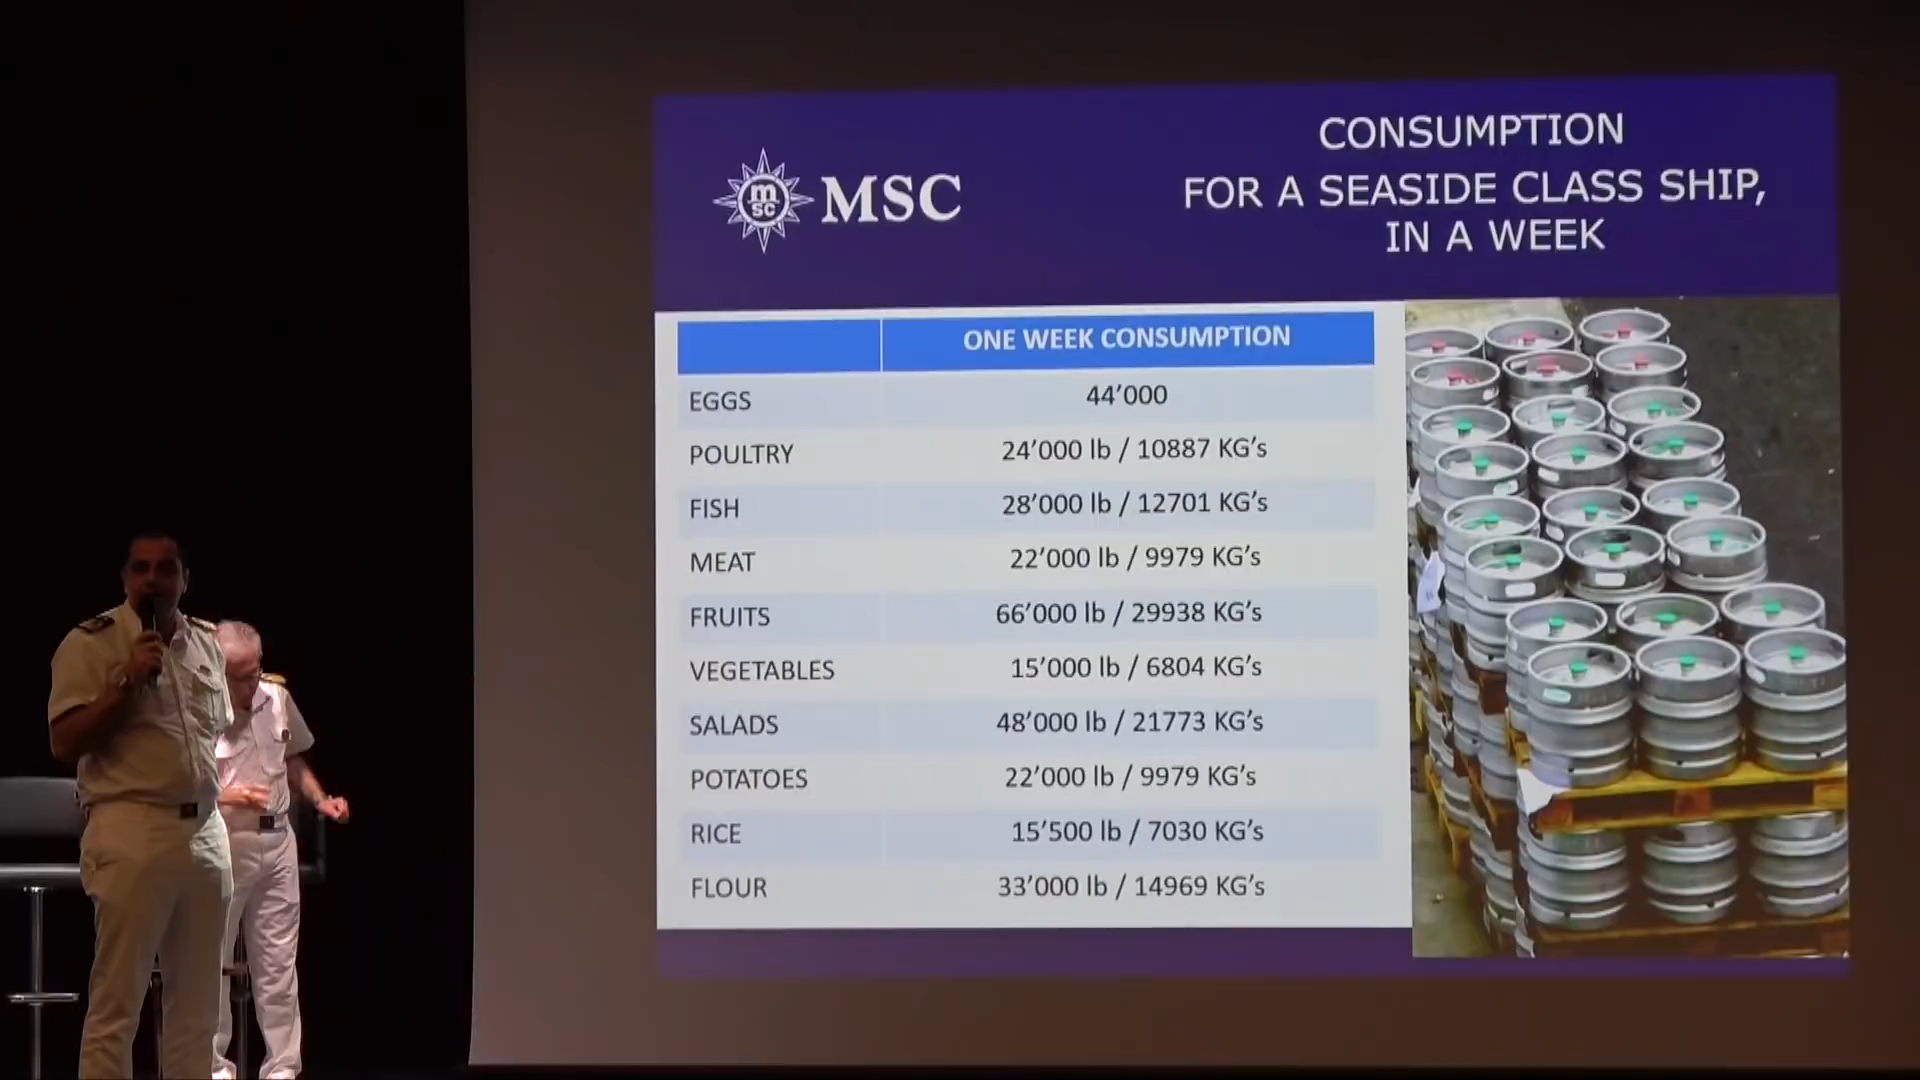 m
sc
MSC
CONSUMPTION
FOR A SEASIDE CLASS SHIP,
IN A WEEK
ONE WEEK CONSUMPTION
EGGS 44’000
POULTRY 24’000 lb / 10887 KG’s
FISH 28’000 lb / 12701 KG’s
MEAT 22’000 lb / 9979 KG’s
FRUITS 66’000 lb / 29938 KG’s
VEGETABLES 15’000 lb / 6804 KG’s
SALADS 48’000 lb / 21773 KG’s
POTATOES 22’000 lb / 9979 KG’s
RICE 15’500 lb / 7030 KG’s
FLOUR 33’000 lb / 14969 KG’s